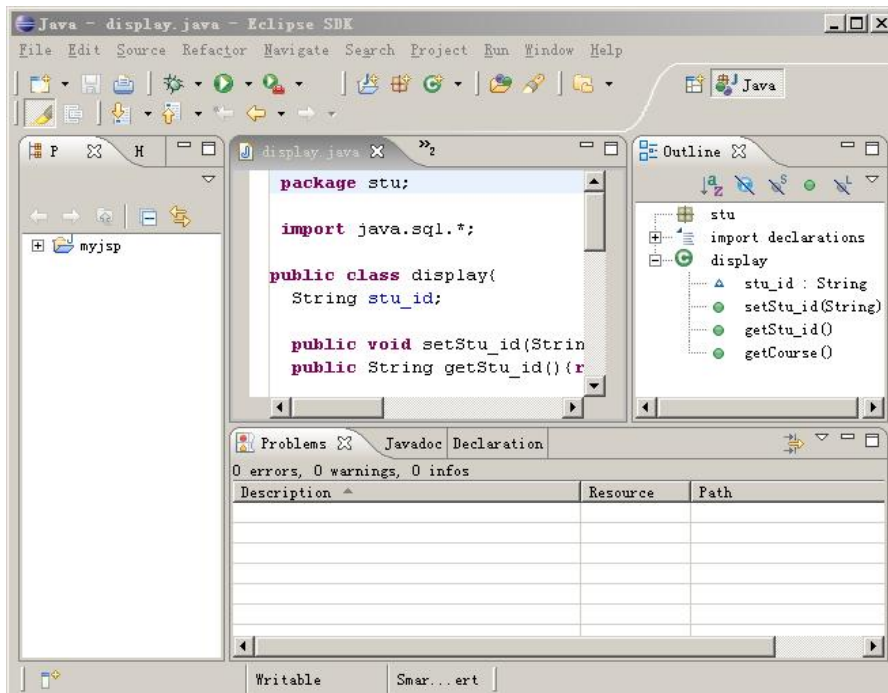 Java - display.java - Eclipse SDK
File Edit Source Refactor Navigate Search Project Run Window Help
Java
P H
display.java »2
Outline
package stu;
import java.sql.*;
public class display{
String stu_id;
public void setStu_id(Strin
public String getStu_id(){r
myjsp
stu
import declarations
display
stu_id : String
setStu_id(String)
getStu_id()
getCourse()
Problems Javadoc Declaration
0 errors, 0 warnings, 0 infos
Description Resource Path
Writable Smar...ert